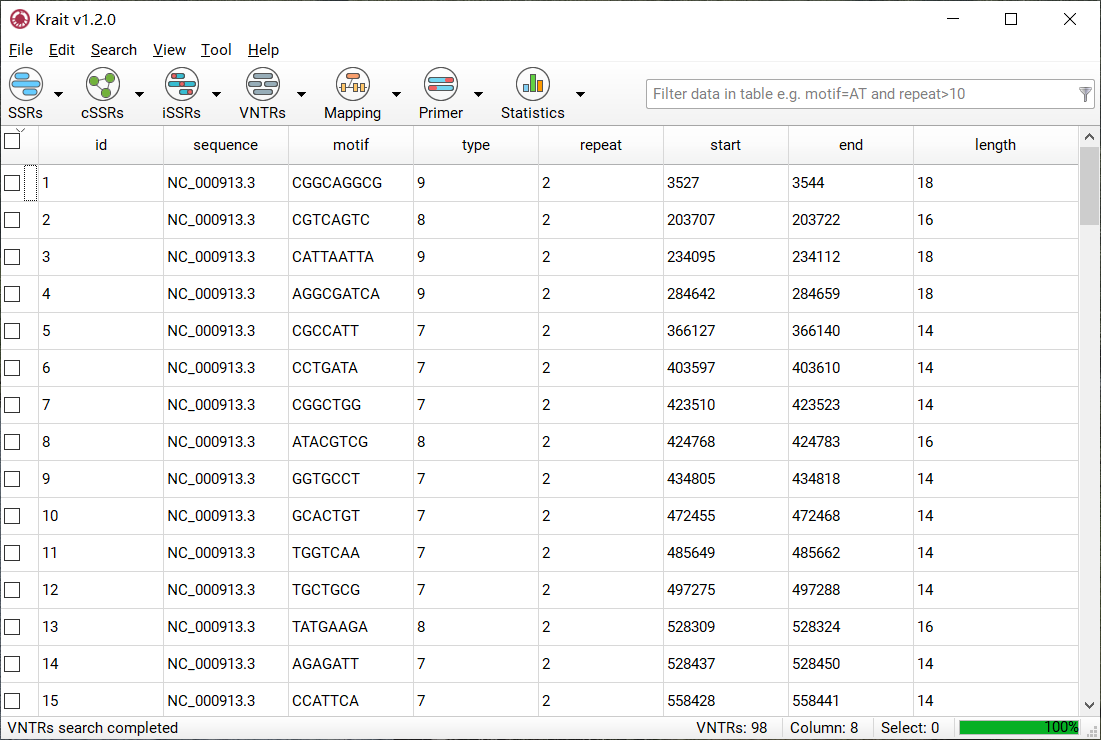 Krait v1.2.0
File Edit Search View Tool Help
SSRs cSSRs iSSRs VNTRs Mapping Primer Statistics Filter data in table e.g. motif=AT and repeat>10
id sequence motif type repeat start end length
1 NC_000913.3 CGGCAGGCG 9 2 3527 3544 18
2 NC_000913.3 CGTCAGTC 8 2 203707 203722 16
3 NC_000913.3 CATTAATTA 9 2 234095 234112 18
4 NC_000913.3 AGGCGATCA 9 2 284642 284659 18
5 NC_000913.3 CGCCATT 7 2 366127 366140 14
6 NC_000913.3 CCTGATA 7 2 403597 403610 14
7 NC_000913.3 CGGCTGG 7 2 423510 423523 14
8 NC_000913.3 ATACGTCG 8 2 424768 424783 16
9 NC_000913.3 GGTGCCT 7 2 434805 434818 14
10 NC_000913.3 GCACTGT 7 2 472455 472468 14
11 NC_000913.3 TGGTCAA 7 2 485649 485662 14
12 NC_000913.3 TGCTGCG 7 2 497275 497288 14
13 NC_000913.3 TATGAAGA 8 2 528309 528324 16
14 NC_000913.3 AGAGATT 7 2 528437 528450 14
15 NC_000913.3 CCATTCA 7 2 558428 558441 14
VNTRs search completed VNTRs: 98 Column: 8 Select: 0 100%